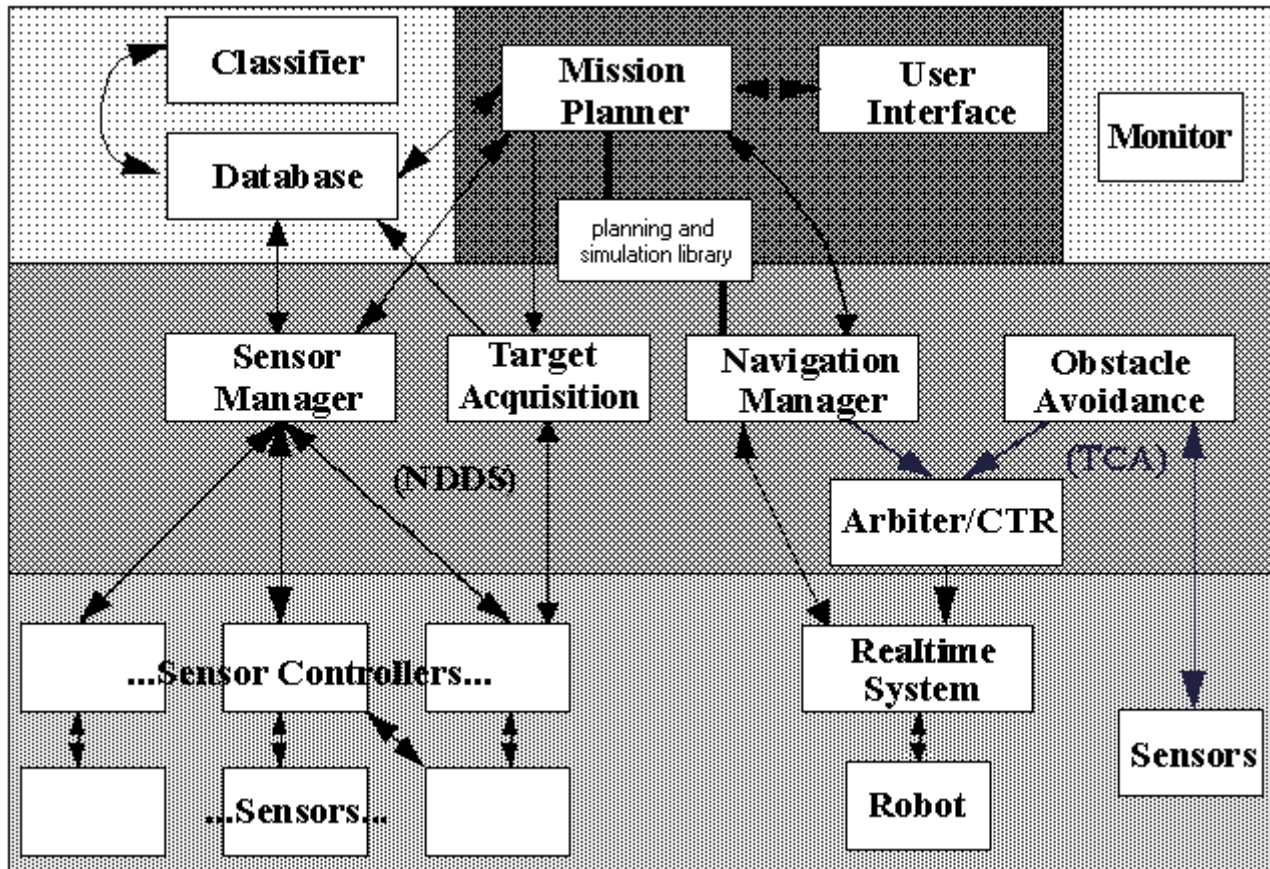 Classifier
Mission
Planner
User
Interface
Monitor
Database
planning and
simulation library
Sensor
Manager
Target
Acquisition
Navigation
Manager
Obstacle
Avoidance
(NDDS)
(TCA)
Arbiter/CTR
...Sensor Controllers...
Realtime
System
Sensors
...Sensors...
Robot